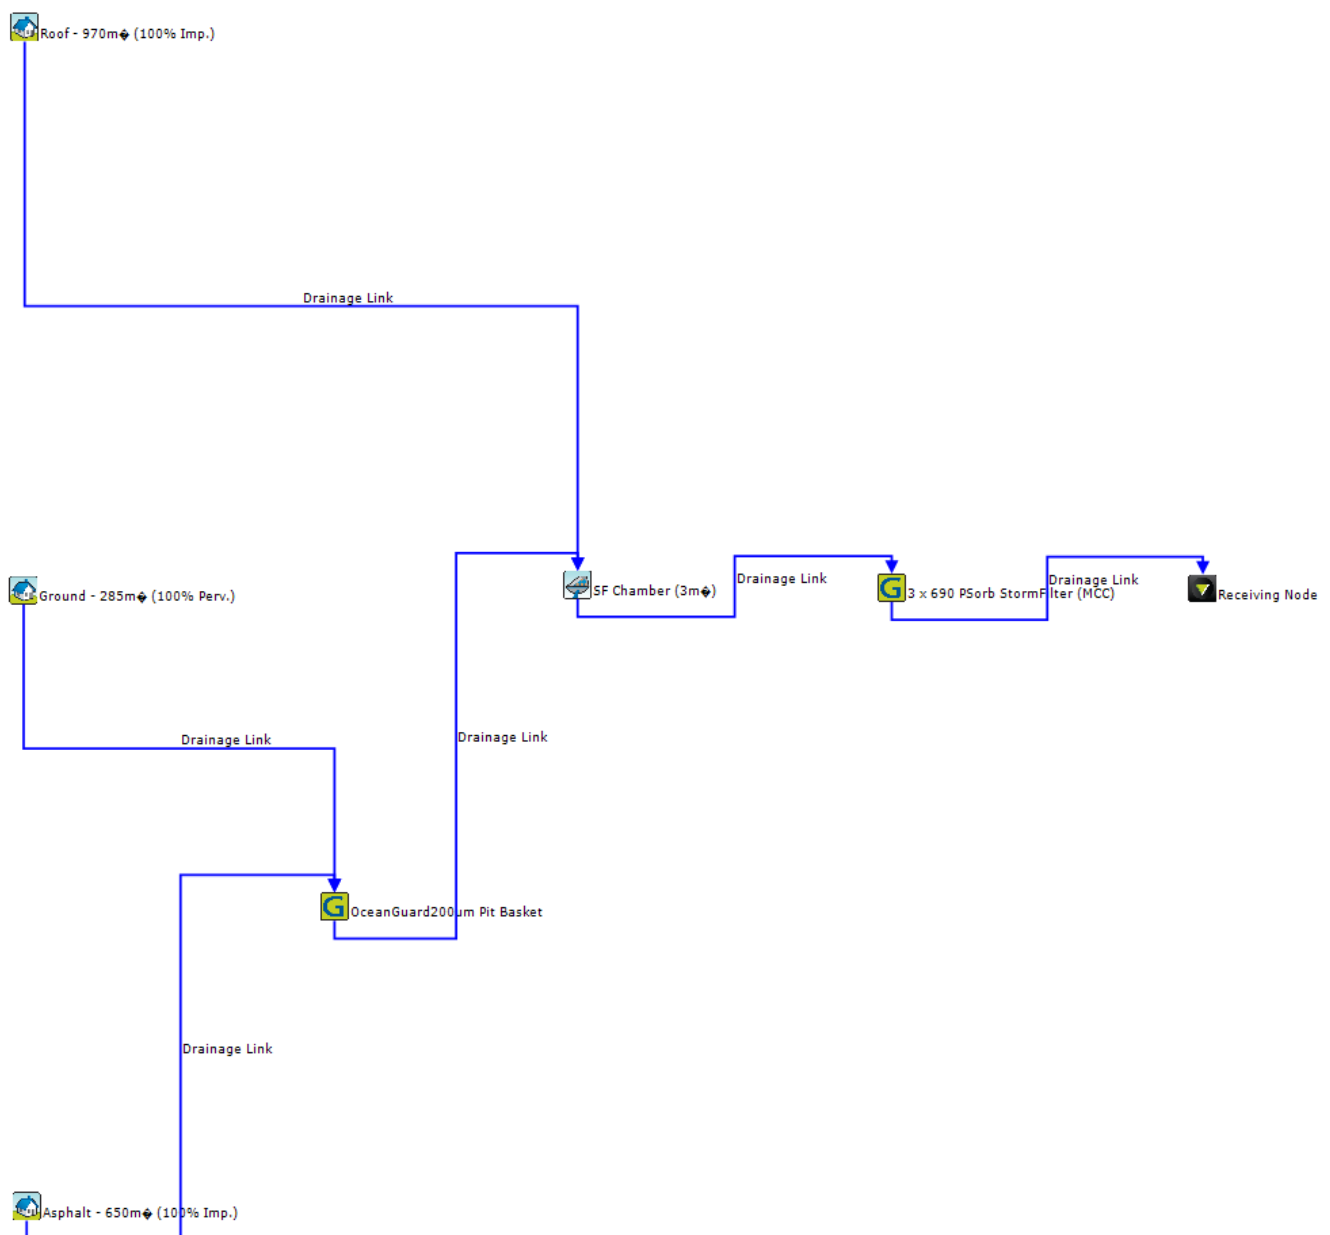 Roof - 970m� (100% Imp.)
Drainage Link
Drainage Link
Drainage Link
SF Chamber (3m�)
3 x 690 PSorb StormFilter (MCC)
Receiving Node
Ground - 285m� (100% Perv.)
Drainage Link
Drainage Link
OceanGuard200um Pit Basket
Drainage Link
Asphalt - 650m� (100% Imp.)